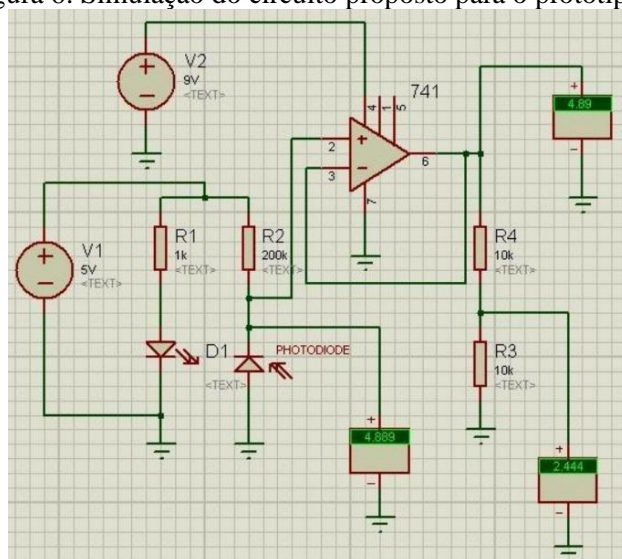 gura 6. Simulação do circuito proposto para o protótip
V2
9V
<TEXT>
741
4
1
5
2
3
6
7
+
-
4.89
V1
5V
<TEXT>
R1
1k
<TEXT>
R2
200k
<TEXT>
R4
10k
<TEXT>
D1
<TEXT>
PHOTODIODE
R3
10k
<TEXT>
4.889
2.444